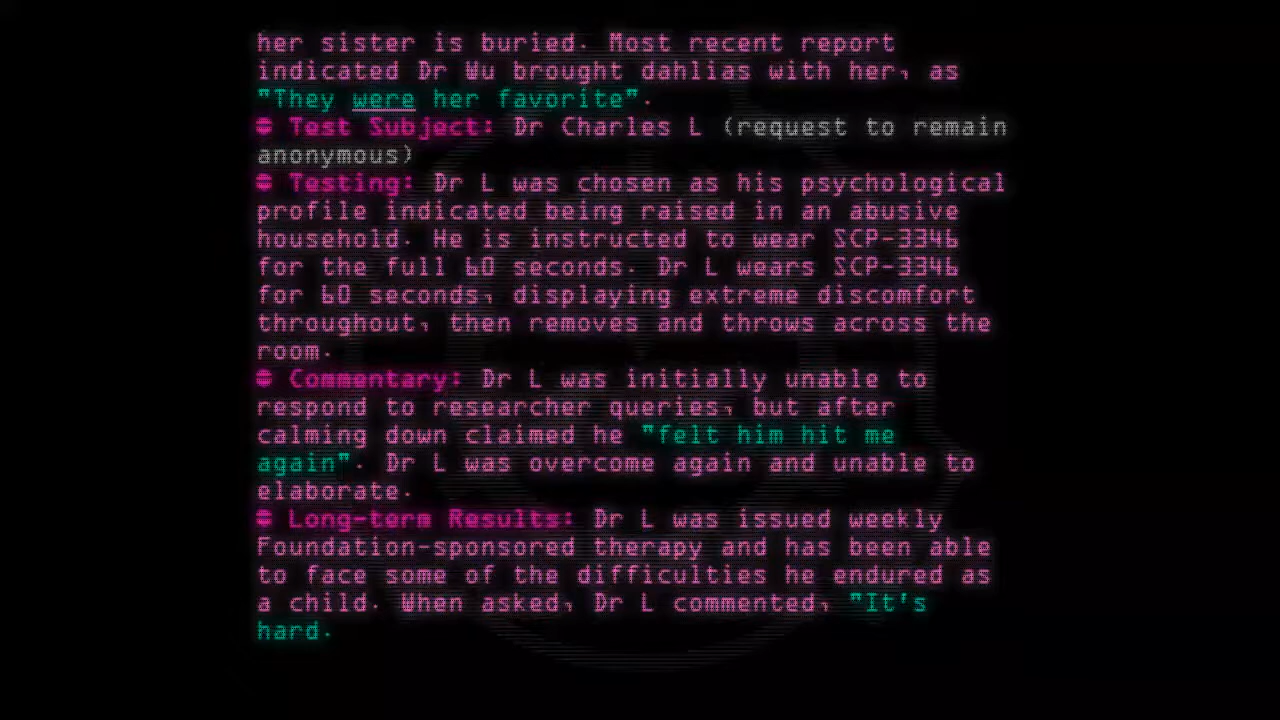 her sister is buried. Most recent report
indicated Dr Wu brought dahlias with her, as
"They were her favorite".
● Test Subject: Dr Charles L (request to remain
anonymous)
● Testing: Dr L was chosen as his psychological
profile indicated being raised in an abusive
household. He is instructed to wear SCP-3346
for the full 60 seconds. Dr L wears SCP-3346
for 60 seconds, displaying extreme discomfort
throughout, then removes and throws across the
room.
● Commentary: Dr L was initially unable to
respond to researcher queries, but after
calming down claimed he "felt him hit me
again". Dr L was overcome again and unable to
elaborate.
● Long-term Results: Dr L was issued weekly
Foundation-sponsored therapy and has been able
to face some of the difficulties he endured as
a child. When asked, Dr L commented, "It's
hard.